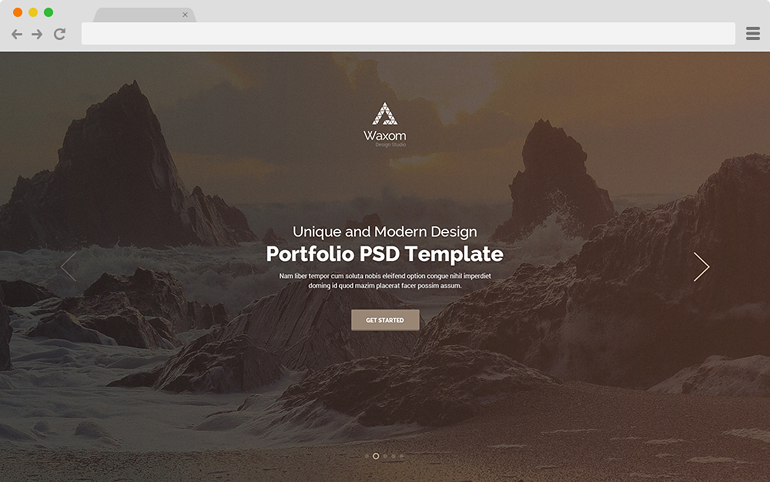 Waxom
Design Studio
Unique and Modern Design
Portfolio PSD Template
Nam liber tempor cum soluta nobis eleifend option congue nihil imperdiet
doming id quod mazim placerat facer possim assum.
GET STARTED